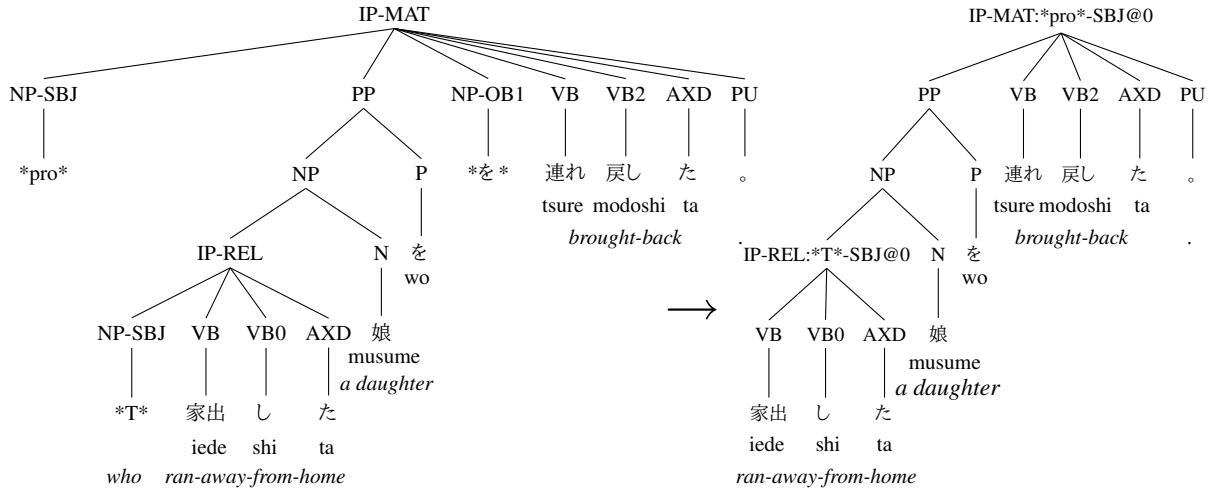 IP-MAT
NP-SBJ PP NP-OB1 VB VB2 AXD PU
*pro* NP P *を* 連れ 戻し た 。
tsure modoshi ta
brought-back .
IP-REL N を
wo
NP-SBJ VB VB0 AXD 娘
musume
a daughter
*T* 家出 し た
iede shi ta
who ran-away-from-home
→
IP-MAT:*pro*-SBJ@0
PP VB VB2 AXD PU
NP P 連れ 戻し た 。
tsure modoshi ta
brought-back .
IP-REL:*T*-SBJ@0 N を
wo
VB VB0 AXD 娘
musume
a daughter
家出 し た
iede shi ta
ran-away-from-home